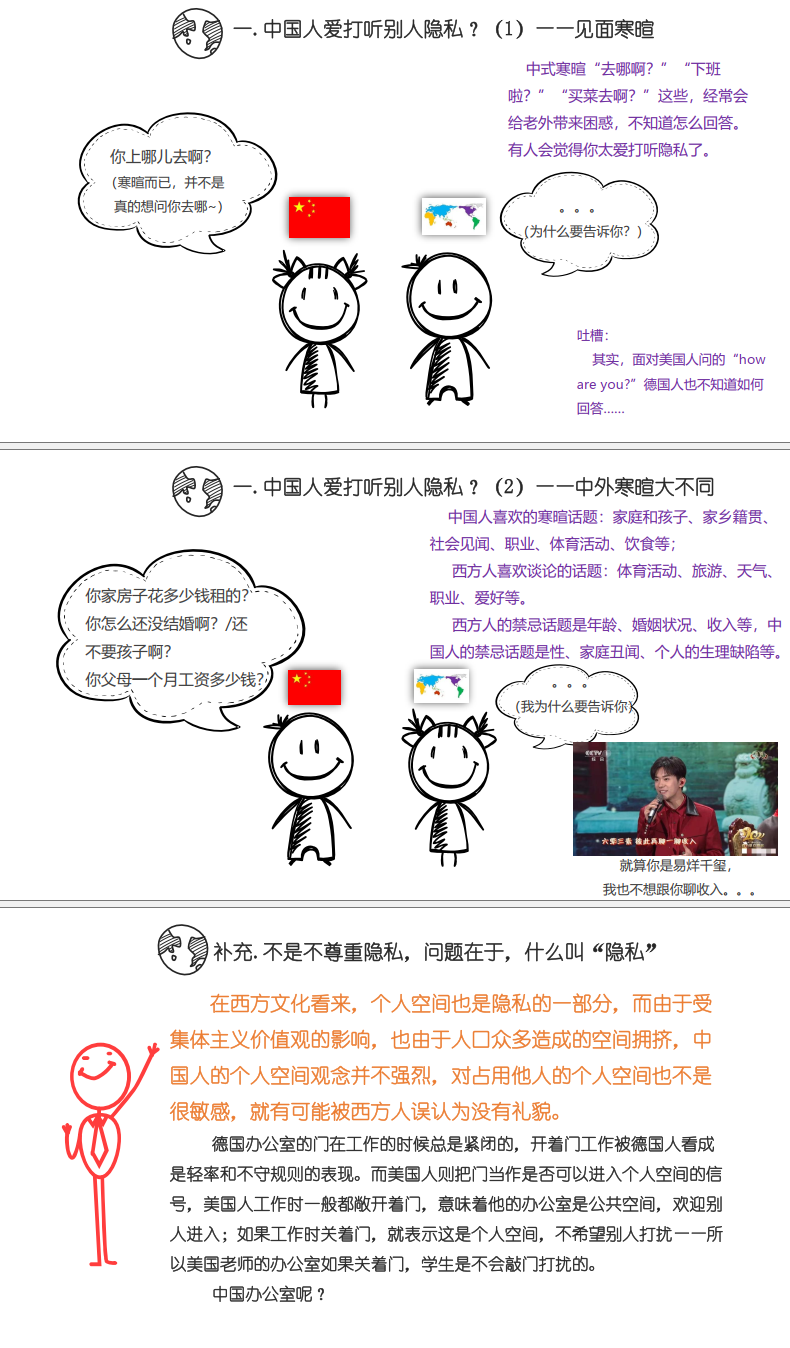 一. 中国人爱打听别人隐私？（1）——见面寒暄
中式寒暄“去哪啊？”“下班
啦？”“买菜去啊？”这些，经常会
给老外带来困惑，不知道怎么回答。
有人会觉得你太爱打听隐私了。
你上哪儿去啊？
（寒暄而已，并不是
真的想问你去哪~）
。。。
（为什么要告诉你？）
吐槽：
其实，面对美国人问的“how
are you?”德国人也不知道如何
回答……
一. 中国人爱打听别人隐私？（2）——中外寒暄大不同
中国人喜欢的寒暄话题：家庭和孩子、家乡籍贯、
社会见闻、职业、体育活动、饮食等；
西方人喜欢谈论的话题：体育活动、旅游、天气、
职业、爱好等。
西方人的禁忌话题是年龄、婚姻状况、收入等，中
国人的禁忌话题是性、家庭丑闻、个人的生理缺陷等。
你家房子花多少钱租的？
你怎么还没结婚啊？/还
不要孩子啊？
你父母一个月工资多少钱？
。。。
（我为什么要告诉你）
CCTV
六荤三素 彼此再聊一聊收入
就算你是易烊千玺，
我也不想跟你聊收入。。。
补充. 不是不尊重隐私，问题在于，什么叫“隐私”
在西方文化看来，个人空间也是隐私的一部分，而由于受
集体主义价值观的影响，也由于人口众多造成的空间拥挤，中
国人的个人空间观念并不强烈，对占用他人的个人空间也不是
很敏感，就有可能被西方人误认为没有礼貌。
德国办公室的门在工作的时候总是紧闭的，开着门工作被德国人看成
是轻率和不守规则的表现。而美国人则把门当作是否可以进入个人空间的信
号，美国人工作时一般都敞开着门，意味着他的办公室是公共空间，欢迎别
人进入；如果工作时关着门，就表示这是个人空间，不希望别人打扰——所
以美国老师的办公室如果关着门，学生是不会敲门打扰的。
中国办公室呢？